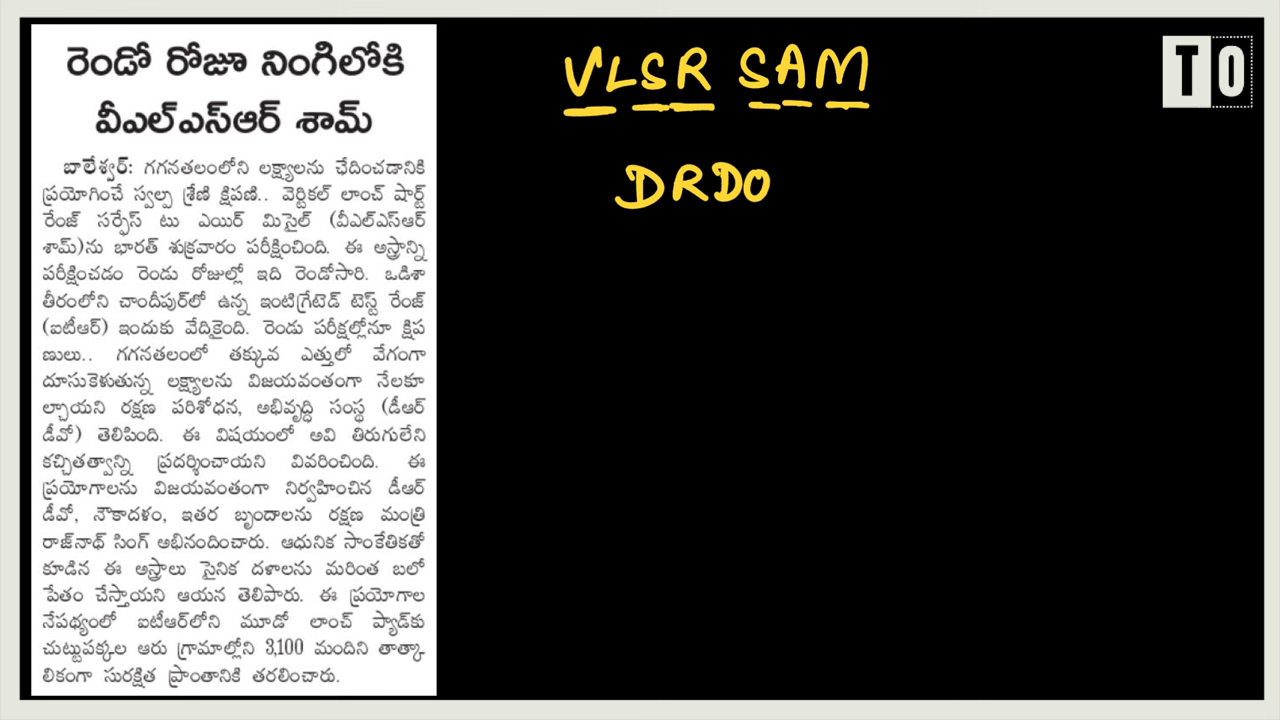 రెండో రోజూ నింగిలోకి
వీఎల్ఎస్ఆర్ శామ్
బాలేశ్వర్: గగనతలంలోని లక్ష్యాలను ఛేదించడానికి
ప్రయోగించే స్వల్ప శ్రేణి క్షిపణి.. వెర్టికల్ లాంచ్ షార్ట్
రేంజ్ సర్ఫేస్ టు ఎయిర్ మిసైల్ (వీఎల్ఎస్ఆర్
శామ్)ను భారత్ శుక్రవారం పరీక్షించింది. ఈ అస్త్రాన్ని
పరీక్షించడం రెండు రోజుల్లో ఇది రెండోసారి. ఒడిశా
తీరంలోని చాందీపుర్‌లో ఉన్న ఇంటిగ్రేటెడ్ టెస్ట్ రేంజ్
(ఐటీఆర్) ఇందుకు వేదికైంది. రెండు పరీక్షల్లోనూ క్షిప
ణులు.. గగనతలంలో తక్కువ ఎత్తులో వేగంగా
దూసుకెళుతున్న లక్ష్యాలను విజయవంతంగా నేలకూ
ల్చాయని రక్షణ పరిశోధన, అభివృద్ధి సంస్థ (డీఆర్
డీవో) తెలిపింది. ఈ విషయంలో అవి తిరుగులేని
కచ్చితత్వాన్ని ప్రదర్శించాయని వివరించింది. ఈ
ప్రయోగాలను విజయవంతంగా నిర్వహించిన డీఆర్
డీవో, నౌకాదళం, ఇతర బృందాలను రక్షణ మంత్రి
రాజ్‌నాథ్ సింగ్ అభినందించారు. ఆధునిక సాంకేతికతో
కూడిన ఈ అస్త్రాలు సైనిక దళాలను మరింత బలో
పేతం చేస్తాయని ఆయన తెలిపారు. ఈ ప్రయోగాల
నేపథ్యంలో ఐటీఆర్‌లోని మూడో లాంచ్ ప్యాడ్‌కు
చుట్టుపక్కల ఆరు గ్రామాల్లోని 3,100 మందిని తాత్కా
లికంగా సురక్షిత ప్రాంతానికి తరలించారు.
VLSR SAM
DRDO
TO